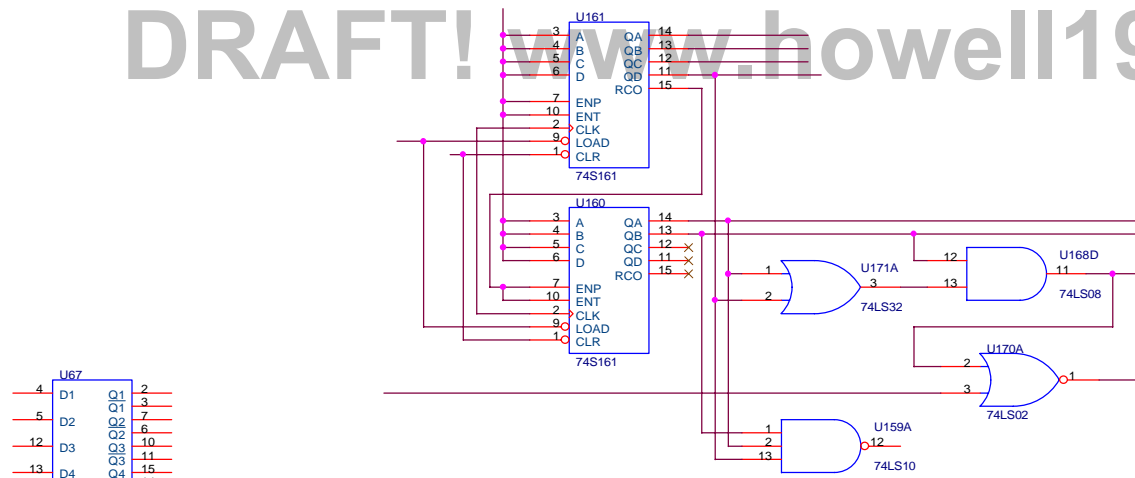 DRAFT! www.howell19
U161
3 A QA 14
4 B QB 13
5 C QC 12
6 D QD 11
RCO 15
7 ENP
10 ENT
2 CLK
9 LOAD
1 CLR
74S161
U160
3 A QA 14
4 B QB 13
5 C QC 12
6 D QD 11
RCO 15
7 ENP
10 ENT
2 CLK
9 LOAD
1 CLR
74S161
1
2
U171A
3
74LS32
12
13
U168D
11
74LS08
U170A
2
3
1
74LS02
U159A
1
2
13
12
74LS10
U67
4 D1 Q1 2
Q1 3
5 D2 Q2 7
Q2 6
12 D3 Q3 10
Q3 11
13 D4 Q4 15